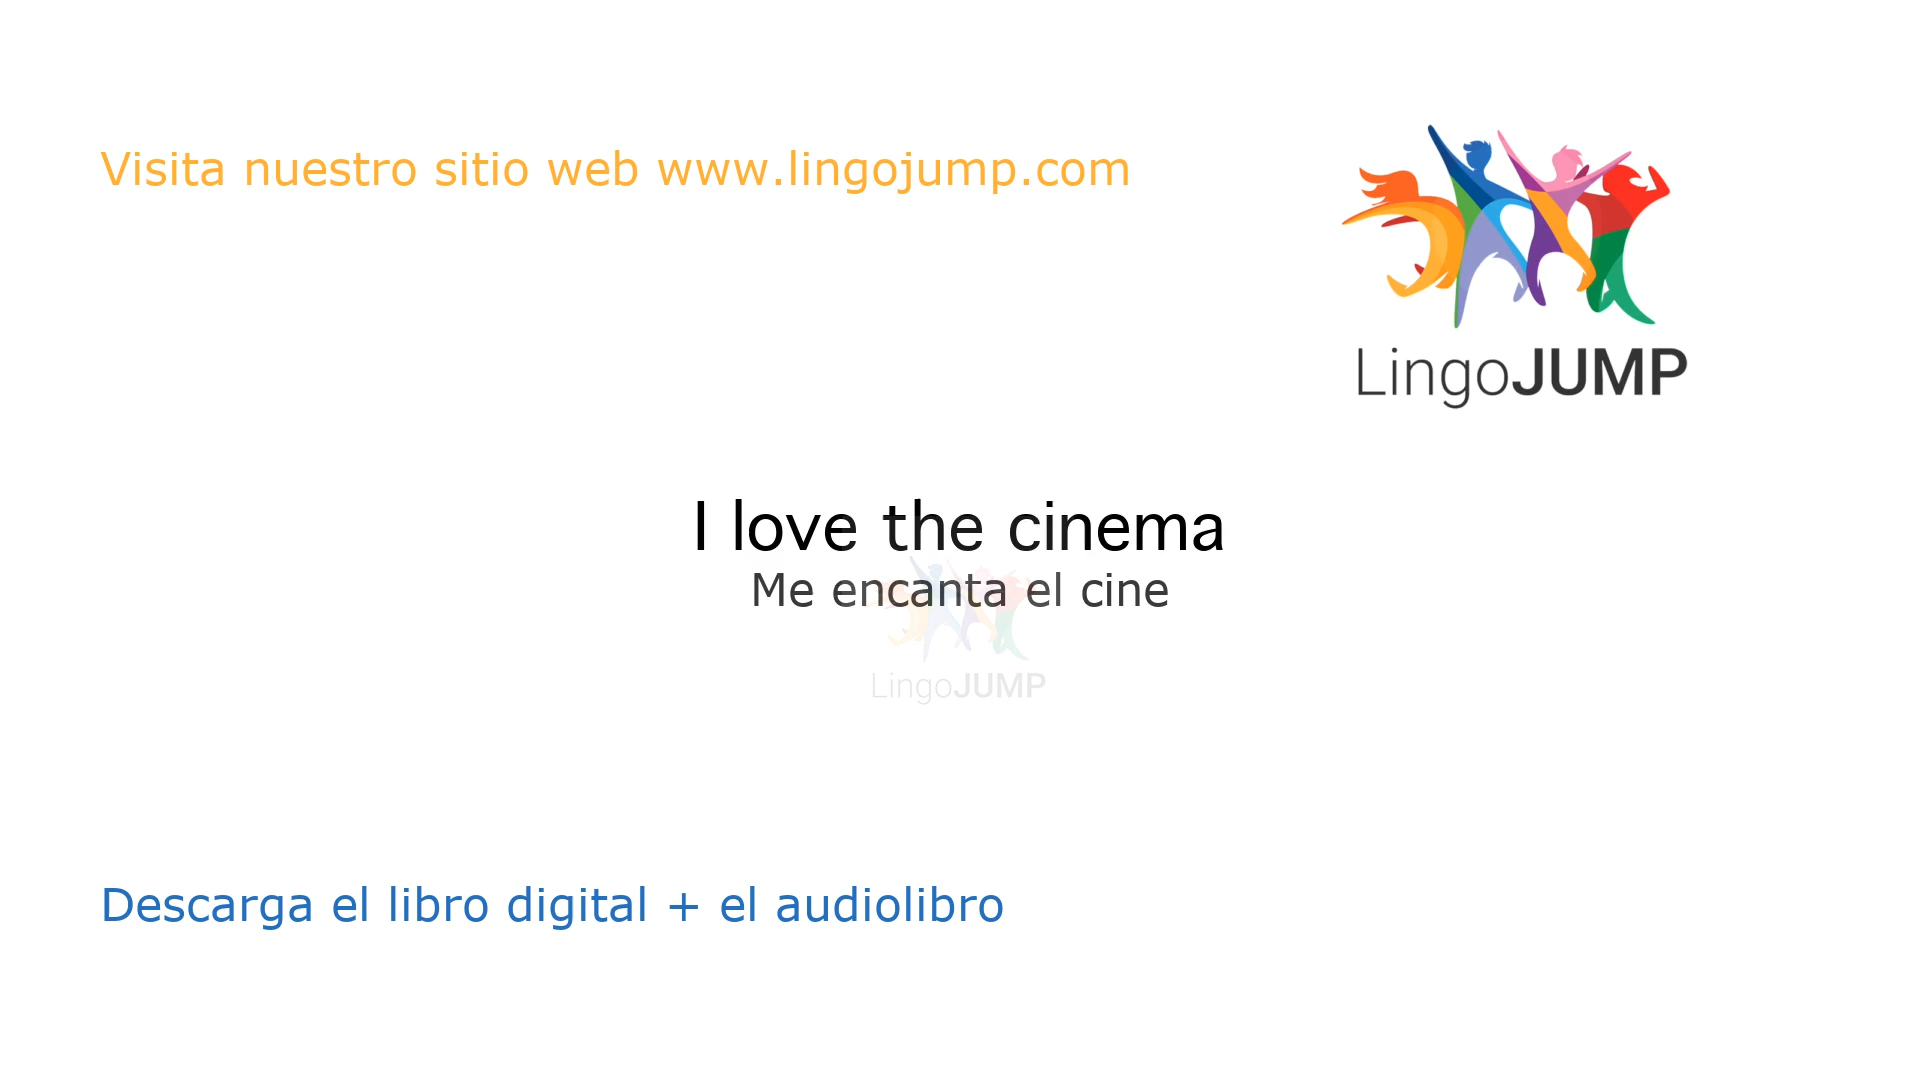 Visita nuestro sitio web www.lingojump.com
LingoJUMP
I love the cinema
Me encanta el cine
LingoJUMP
Descarga el libro digital + el audiolibro